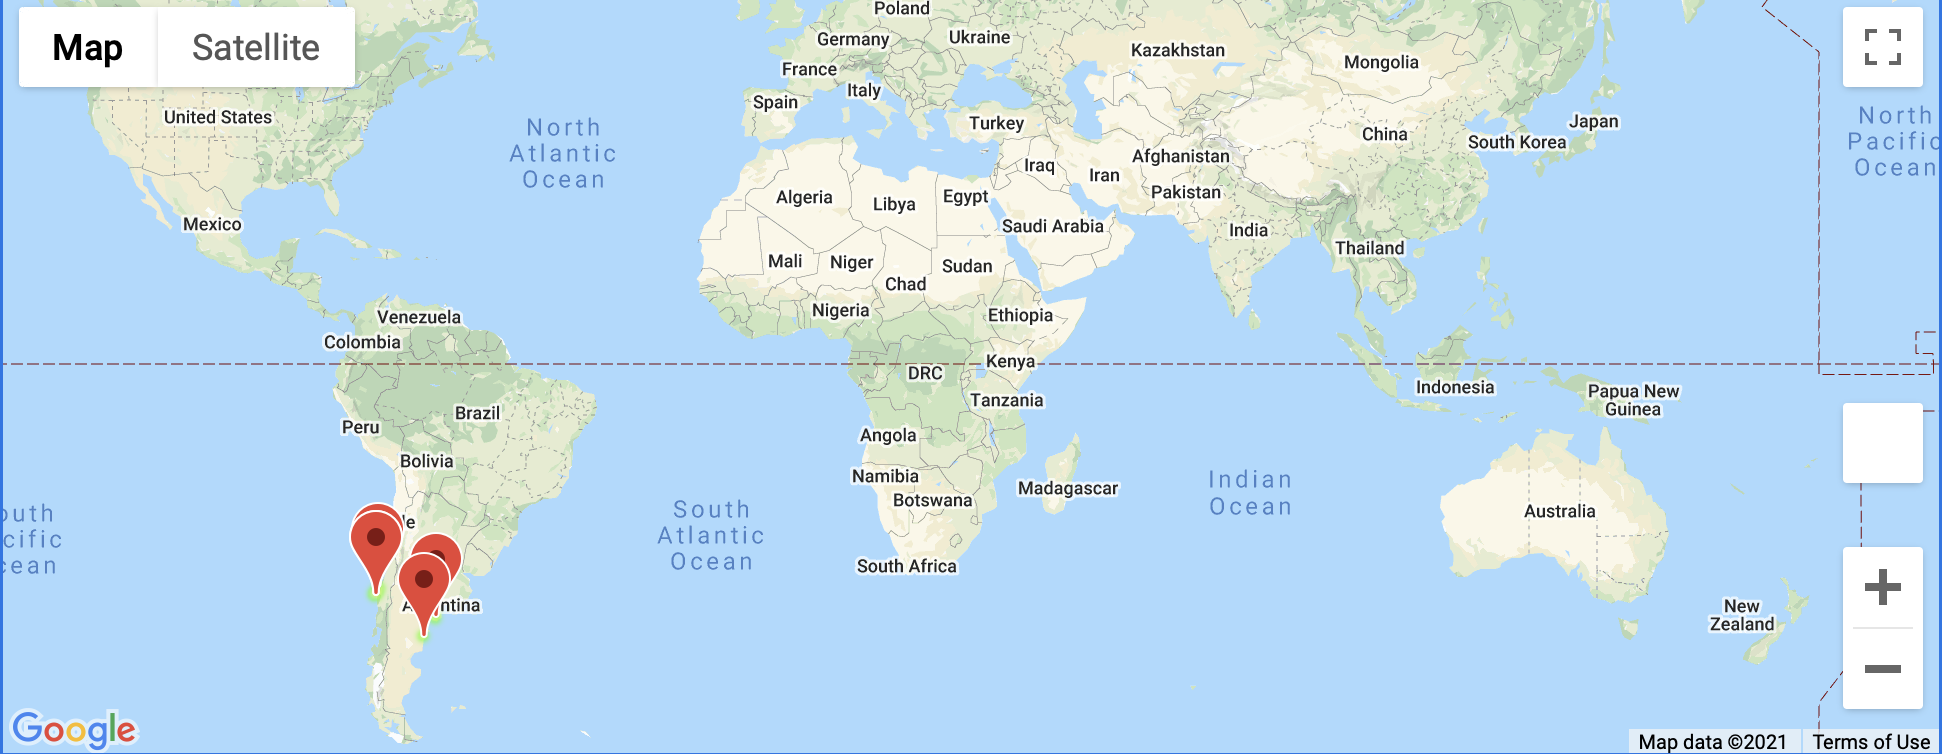 Map
Satellite
Poland
Germany
Ukraine
Kazakhstan
Mongolia
France
Italy
Spain
United States
Turkey
China
Japan
South Korea
North
Atlantic
Ocean
North
Pacific
Ocean
Afghanistan
Iraq
Iran
Pakistan
Algeria
Libya
Egypt
Saudi Arabia
India
Thailand
Mexico
Mali
Niger
Sudan
Chad
Nigeria
Ethiopia
Venezuela
Colombia
Kenya
DRC
Tanzania
Indonesia
Papua New
Guinea
Brazil
Peru
Angola
Bolivia
Namibia
Botswana
Madagascar
Indian
Ocean
South
Atlantic
Ocean
outh
cific
cean
le
Australia
South Africa
A
ntina
New
Zealand
Google
Map data ©2021
Terms of Use